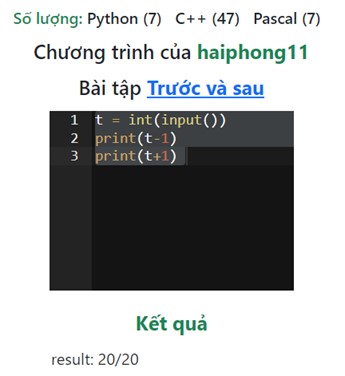 Số lượng: Python (7) C++ (47) Pascal (7)
Chương trình của haiphong11
Bài tập Trước và sau
1 t = int(input())
2 print(t-1)
3 print(t+1)
Kết quả
result: 20/20